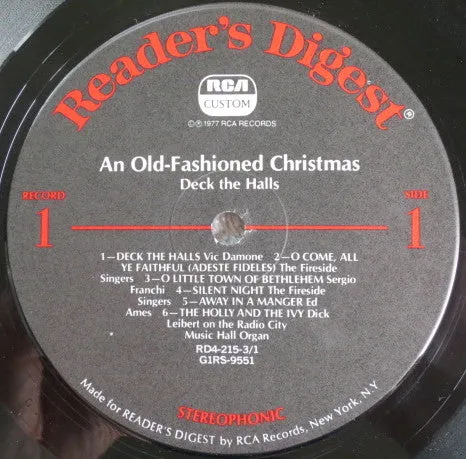 Reader's Digest®
RCA
CUSTOM
©℗1977 RCA RECORDS
An Old-Fashioned Christmas
Deck the Halls
RECORD
1
SIDE
1
1—DECK THE HALLS Vic Damone 2—O COME, ALL
YE FAITHFUL (ADESTE FIDELES) The Fireside
Singers 3—O LITTLE TOWN OF BETHLEHEM Sergio
Franchi 4—SILENT NIGHT The Fireside
Singers 5—AWAY IN A MANGER Ed
Ames 6—THE HOLLY AND THE IVY Dick
Leibert on the Radio City
Music Hall Organ
RD4-215-3/1
G1RS-9551
STEREOPHONIC
Made for READER'S DIGEST by RCA Records, New York, N.Y